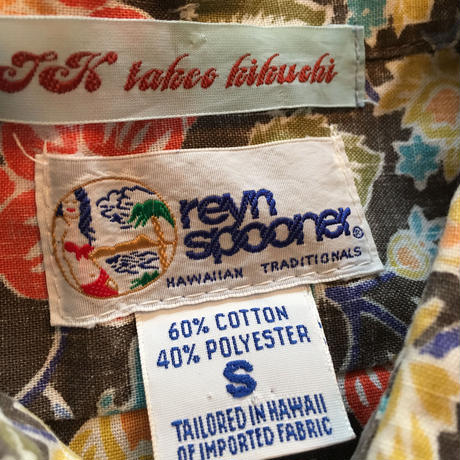 TK takeo kikuchi
reyn
spooner®
HAWAIIAN TRADITIONALS
60% COTTON
40% POLYESTER
S
TAILORED IN HAWAII
OF IMPORTED FABRIC